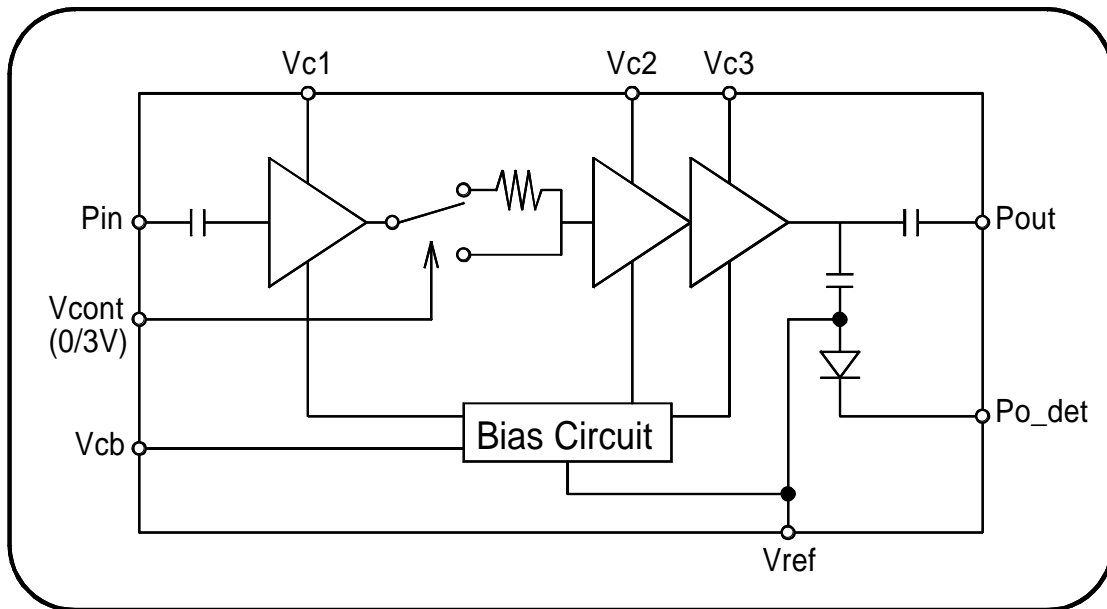 Vc1
Vc2
Vc3
Pin
Pout
Vcont
(0/3V)
Po_det
Vcb
Bias Circuit
Vref